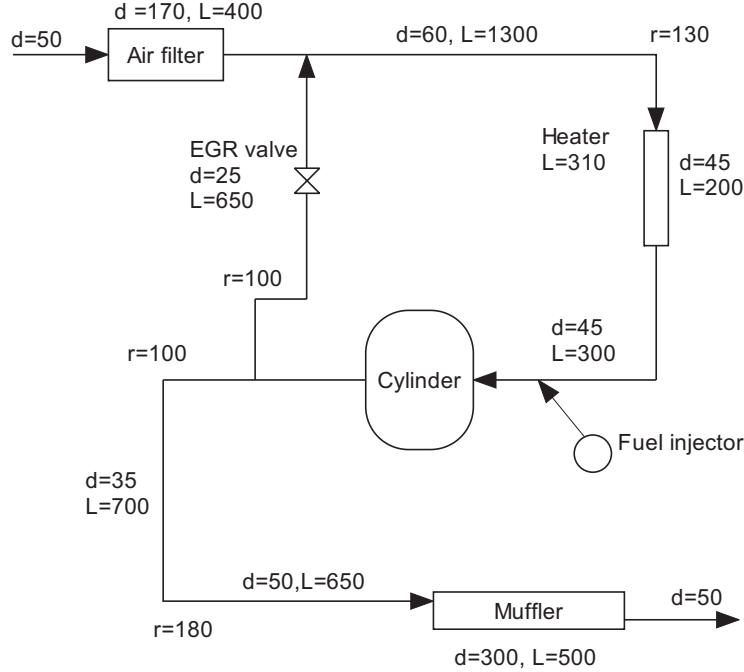 d =170, L=400
d=50
Air filter
d=60, L=1300
r=130
EGR valve
d=25
L=650
Heater
L=310
d=45
L=200
r=100
r=100
d=45
L=300
Cylinder
Fuel injector
d=35
L=700
d=50,L=650
r=180
Muffler
d=50
d=300, L=500